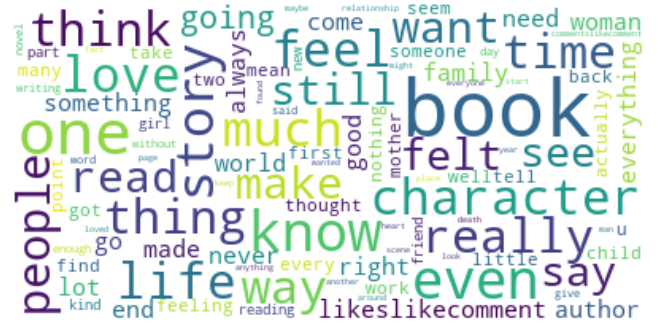 think
going
come
seem
need
woman
maybe
relationship
commentslikecomment
novel
part
take
feel
want
time
someone
day
new
many
love
story
two
always
mean
family
back
writing
something
still
book
might
everyone
start
everything
girl
found
said
one
without
much
good
nothing
mother
felt
see
actually
people
point
word
page
read
world
first
wanted
make
year
well
tell
keep
place
character
got
thing
thought
loved
go
know
heart
friend
really
death
man
u
enough
made
never
scene
look
little
child
find
life
way
anything
every
right
another
even
say
lot
work
give
kind
end
feeling
reading
around
likeslikecomment
author
fact